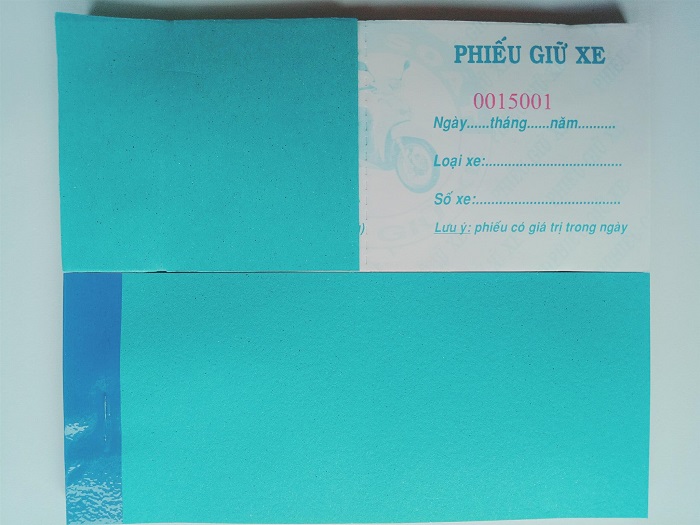 PHIẾU GIỮ XE
0015001
Ngày......tháng......năm..........
Loại xe:....................................
Số xe:......................................
Lưu ý: phiếu có giá trị trong ngày